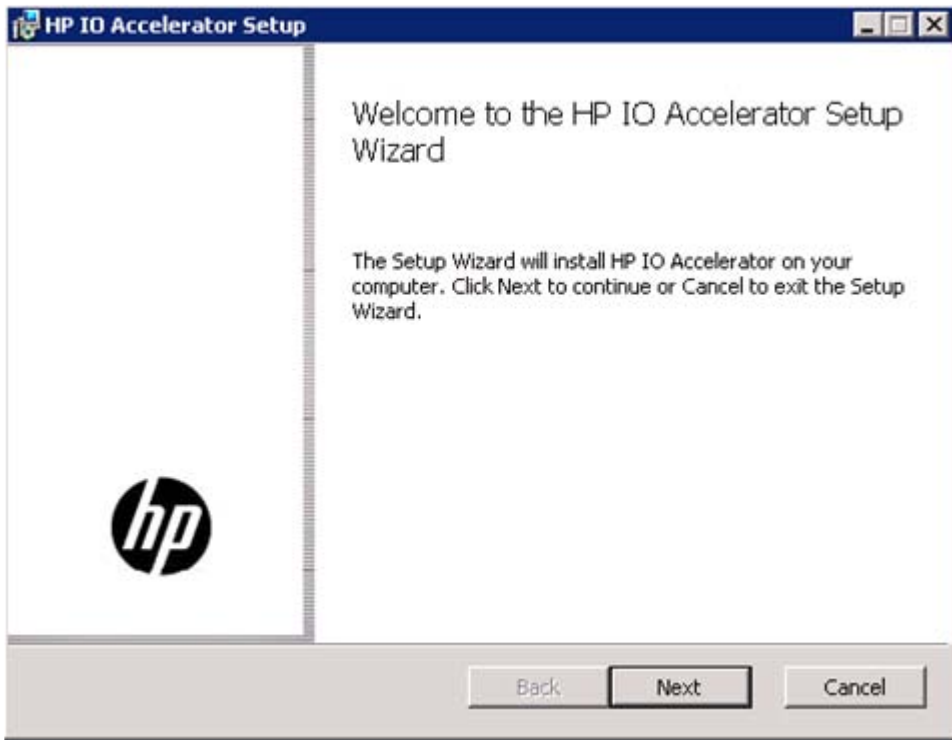 HP IO Accelerator Setup
Welcome to the HP IO Accelerator Setup
Wizard
The Setup Wizard will install HP IO Accelerator on your
computer. Click Next to continue or Cancel to exit the Setup
Wizard.
hp
Back
Next
Cancel